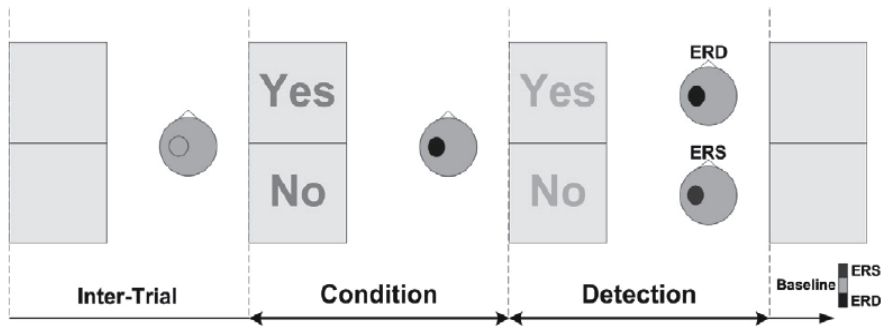 Yes
No
Yes
No
ERD
ERS
Inter-Trial
Condition
Detection
Baseline
ERS
ERD